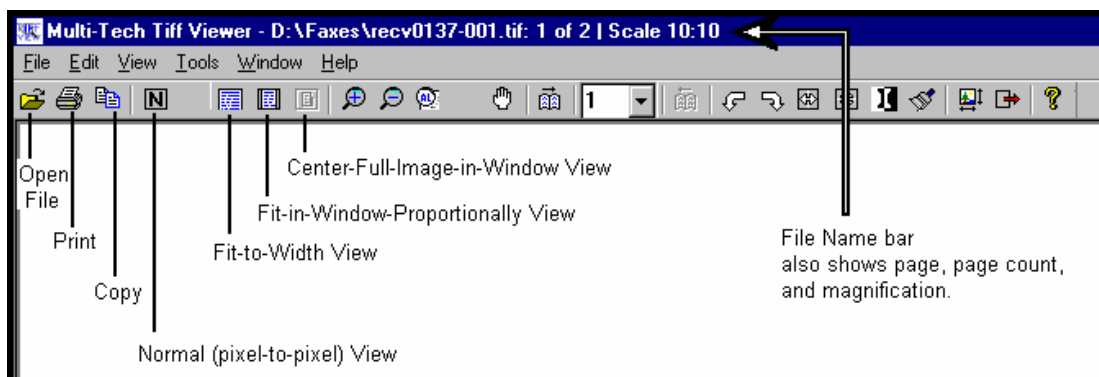 Multi-Tech Tiff Viewer - D:\Faxes\recv0137-001.tif: 1 of 2 | Scale 10:10
File Edit View Tools Window Help
N 1 ?
Center-Full-Image-in-Window View
Open
File
Fit-in-Window-Proportionally View
Print
Fit-to-Width View
File Name bar
also shows page, page count,
and magnification.
Copy
Normal (pixel-to-pixel) View